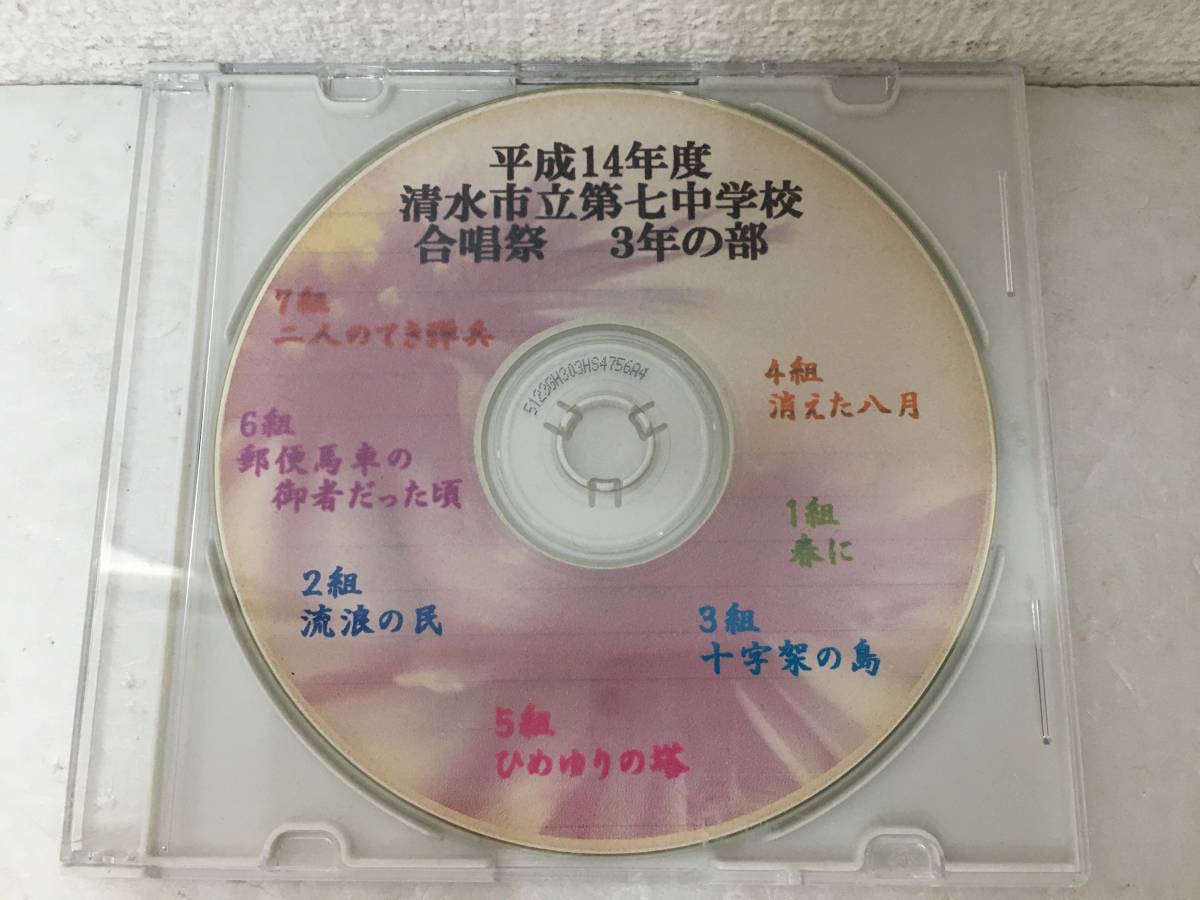 平成14年度
清水市立第七中学校
合唱祭 3年の部
7組
二人のてき弾兵
4組
消えた八月
6組
郵便馬車の
御者だった頃
1組
春に
2組
流浪の民
3組
十字架の島
5組
ひめゆりの塔
5123GH303HS4756A4